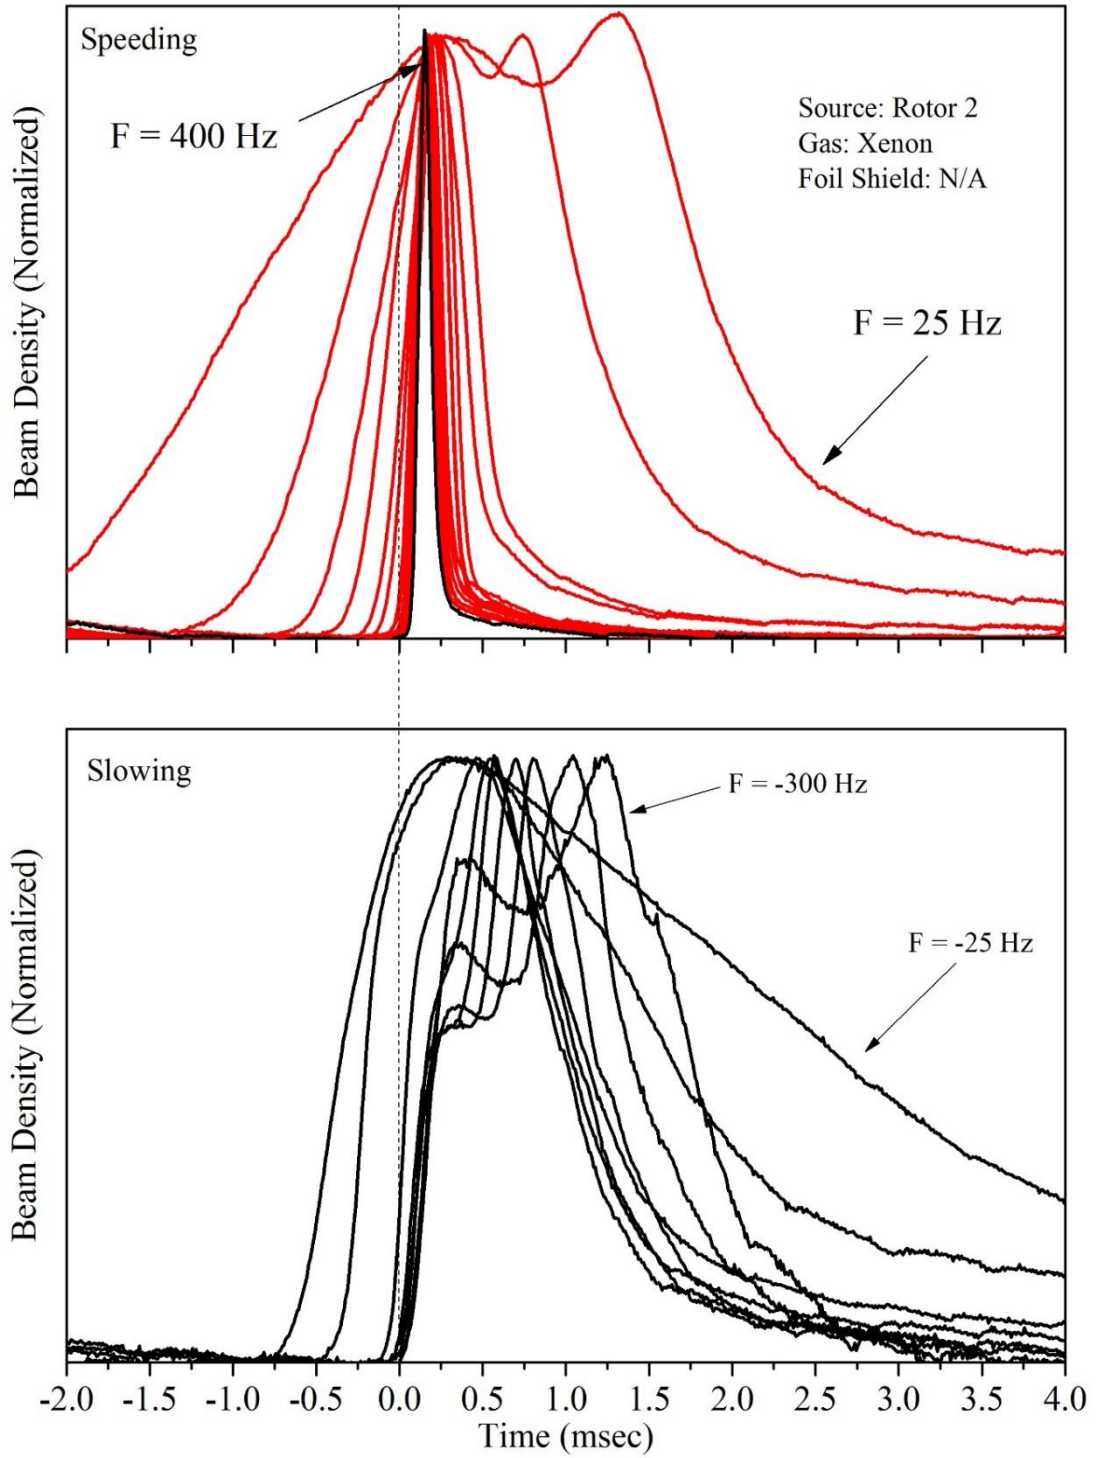 Speeding
F = 400 Hz
Source: Rotor 2
Gas: Xenon
Foil Shield: N/A
F = 25 Hz
Beam Density (Normalized)
Slowing
F = -300 Hz
F = -25 Hz
Beam Density (Normalized)
-2.0 -1.5 -1.0 -0.5 0.0 0.5 1.0 1.5 2.0 2.5 3.0 3.5 4.0
Time (msec)